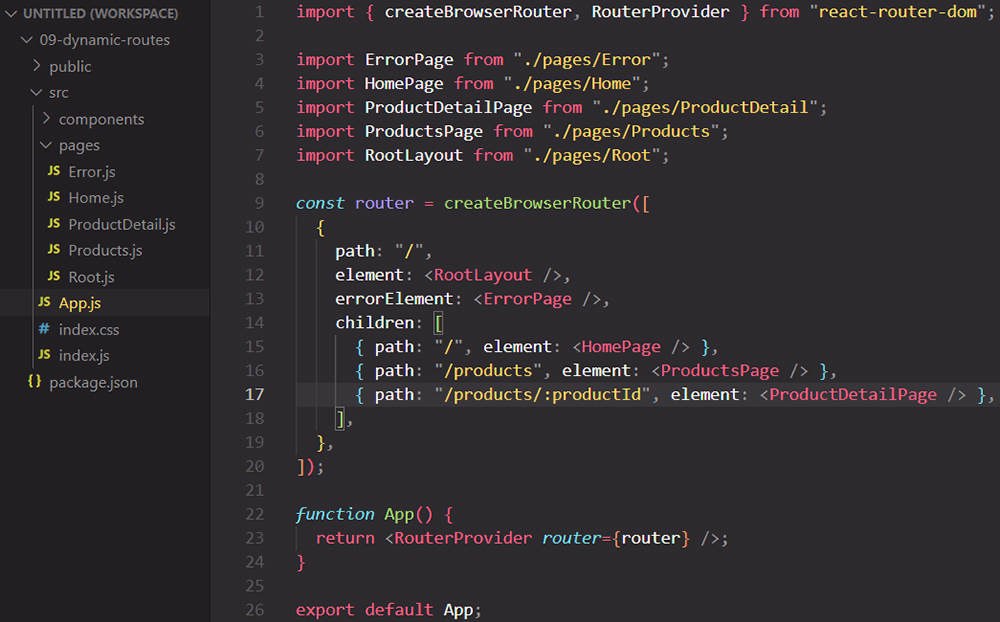 UNTITLED (WORKSPACE)
09-dynamic-routes
public
src
components
pages
JS Error.js
JS Home.js
JS ProductDetail.js
JS Products.js
JS Root.js
JS App.js
# index.css
JS index.js
{} package.json
1 import { createBrowserRouter, RouterProvider } from "react-router-dom";
2
3 import ErrorPage from "./pages/Error";
4 import HomePage from "./pages/Home";
5 import ProductDetailPage from "./pages/ProductDetail";
6 import ProductsPage from "./pages/Products";
7 import RootLayout from "./pages/Root";
8
9 const router = createBrowserRouter([
10 {
11 path: "/",
12 element: <RootLayout />,
13 errorElement: <ErrorPage />,
14 children: [
15 { path: "/", element: <HomePage /> },
16 { path: "/products", element: <ProductsPage /> },
17 { path: "/products/:productId", element: <ProductDetailPage /> },
18 ],
19 },
20 ]);
21
22 function App() {
23 return <RouterProvider router={router} />;
24 }
25
26 export default App;